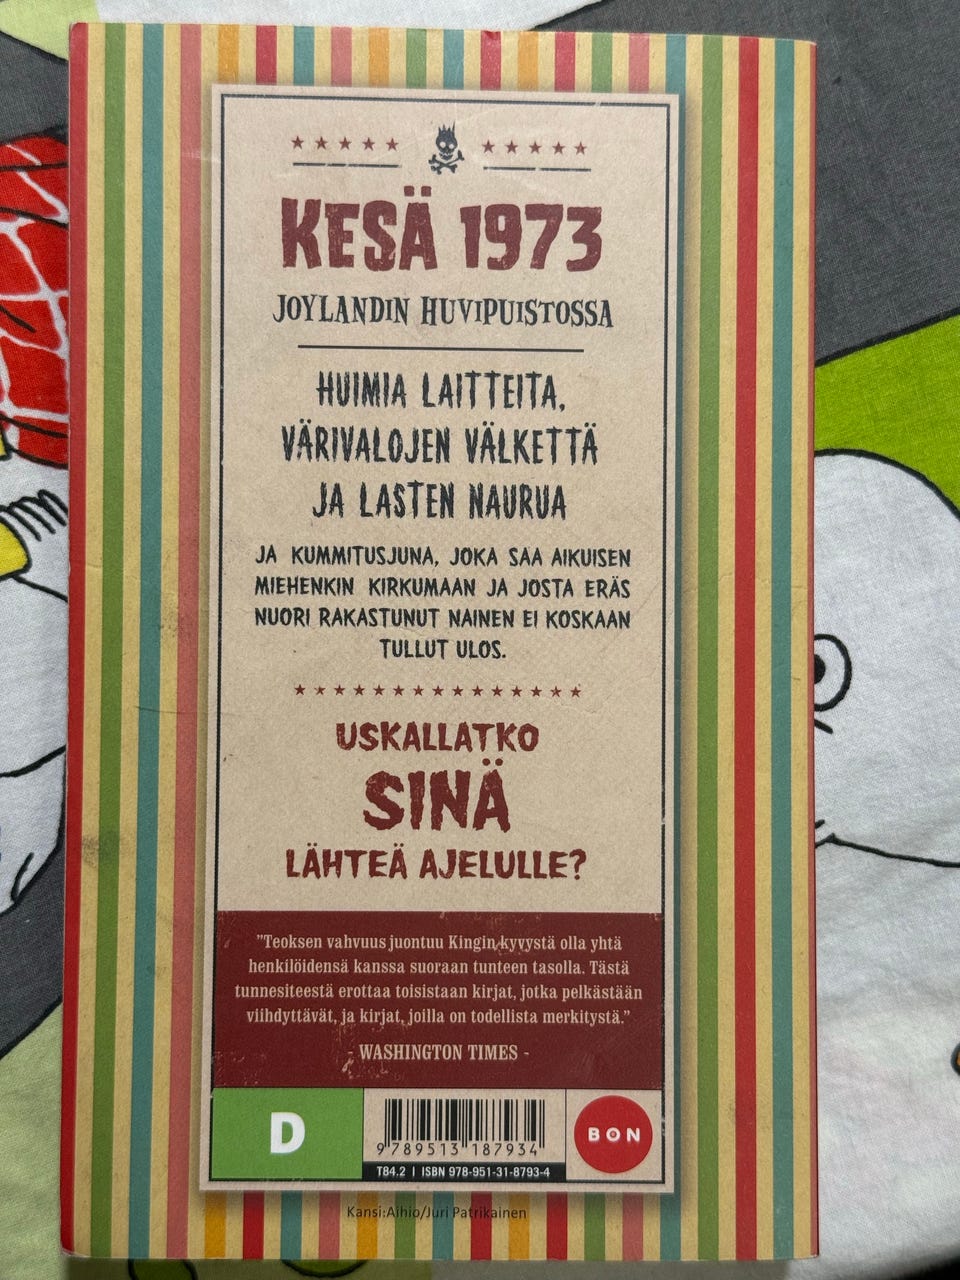 KESÄ 1973
JOYLANDIN HUVIPUISTOSSA
HUIMIA LAITTEITA,
VÄRIVALOJEN VÄLKETTÄ
JA LASTEN NAURUA
JA KUMMITUSJUNA, JOKA SAA AIKUISEN
MIEHENKIN KIRKUMAAN JA JOSTA ERÄS
NUORI RAKASTUNUT NAINEN EI KOSKAAN
TULLUT ULOS.
USKALLATKO
SINÄ
LÄHTEÄ AJELULLE?
"Teoksen vahvuus juontuu Kingin kyvystä olla yhtä
henkilöidensä kanssa suoraan tunteen tasolla. Tästä
tunnesiteestä erottaa toisistaan kirjat, jotka pelkästään
viihdyttävät, ja kirjat, joilla on todellista merkitystä."
- WASHINGTON TIMES -
D
9 789513 187934
T84.2 | ISBN 978-951-31-8793-4
BON
Kansi:Aihio/Juri Patrikainen